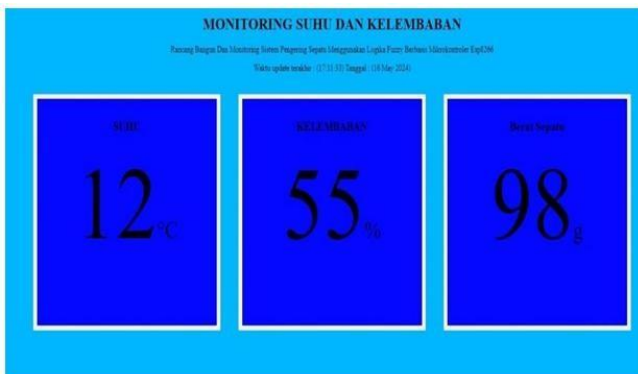 MONITORING SUHU DAN KELEMBABAN
Rancang Bangun Dan Monitoring Sistem Pengering Sepatu Menggunakan Logika Fuzzy Berbasis Mikrokontroler Esp8266
Waktu update terakhir : (17:11:33) Tanggal : (18 May 2024)
SUHU
12 °C
KELEMBABAN
55 %
Berat Sepatu
98 g